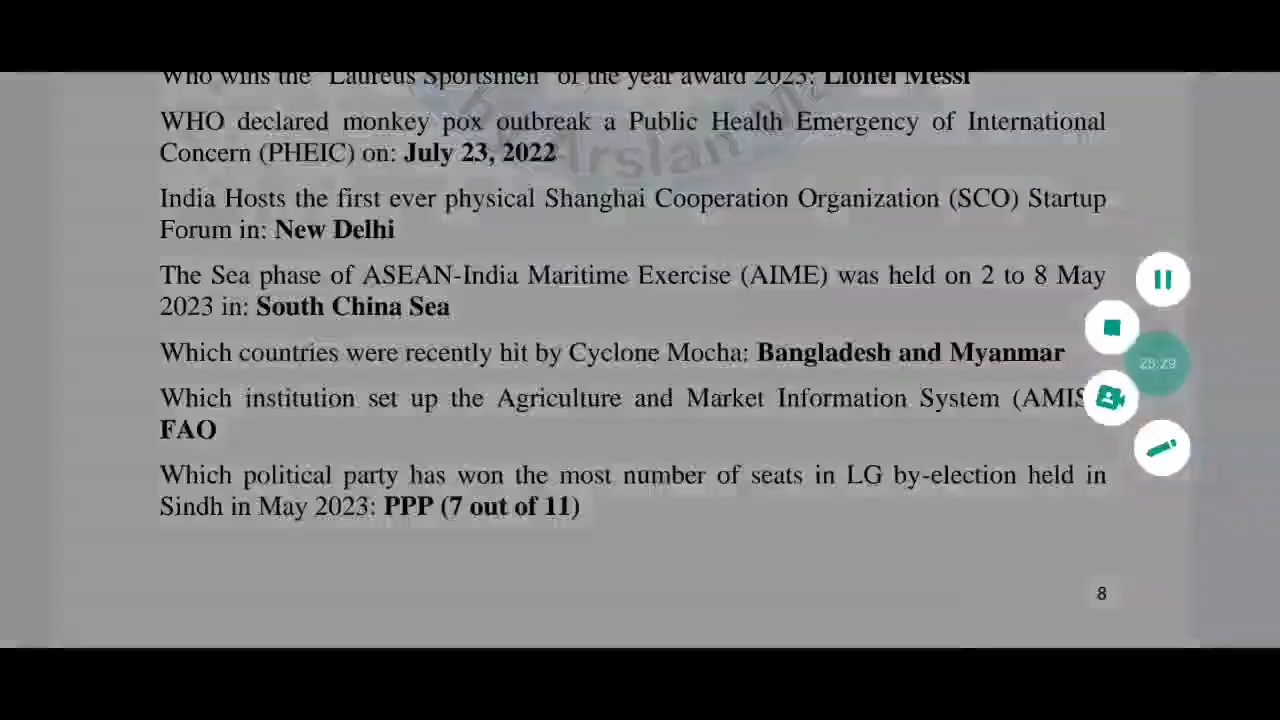 Who wins the "Laureus Sportsmen" of the year award 2023: Lionel Messi
WHO declared monkey pox outbreak a Public Health Emergency of International
Concern (PHEIC) on: July 23, 2022
Arslan
India Hosts the first ever physical Shanghai Cooperation Organization (SCO) Startup
Forum in: New Delhi
The Sea phase of ASEAN-India Maritime Exercise (AIME) was held on 2 to 8 May
2023 in: South China Sea
Which countries were recently hit by Cyclone Mocha: Bangladesh and Myanmar
Which institution set up the Agriculture and Market Information System (AMIS
FAO
Which political party has won the most number of seats in LG by-election held in
Sindh in May 2023: PPP (7 out of 11)
25:29
8